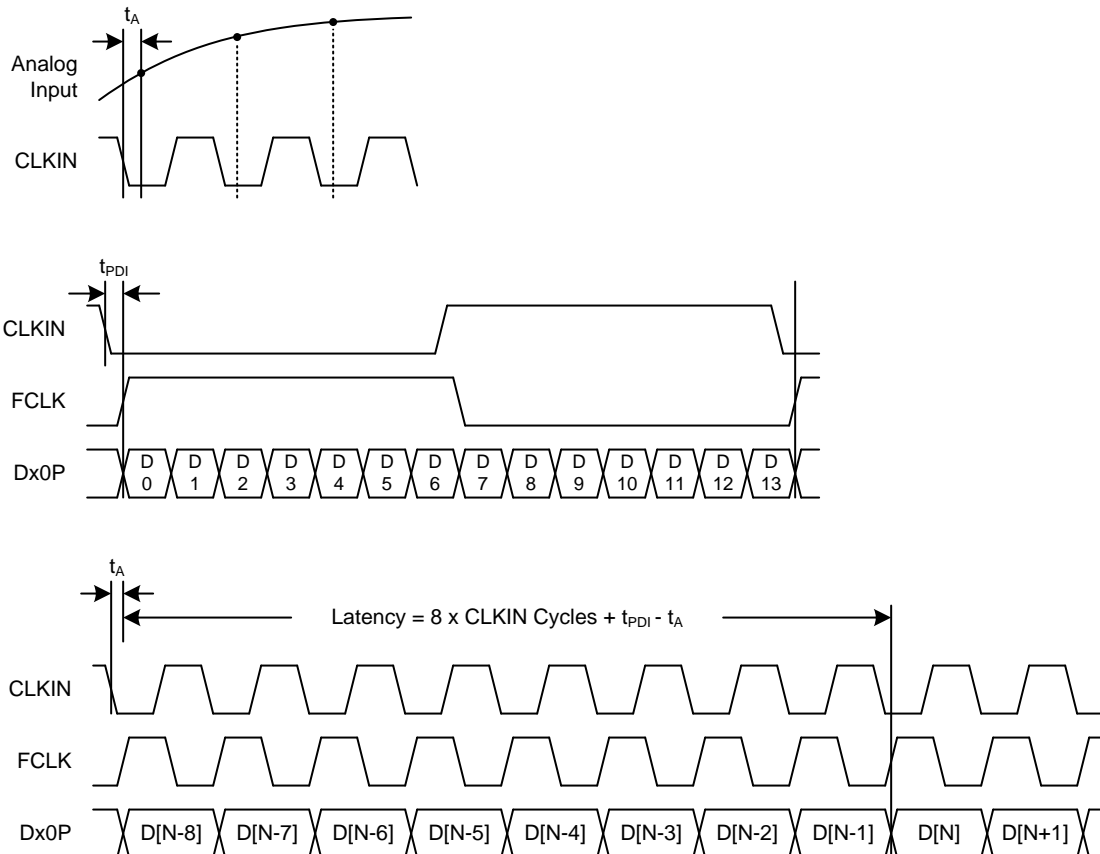 tA
Analog
Input
CLKIN
tPDI
CLKIN
FCLK
Dx0P
D D D D D D D D D D D D D D
0 1 2 3 4 5 6 7 8 9 10 11 12 13
tA
Latency = 8 x CLKIN Cycles + tPDI - tA
CLKIN
FCLK
Dx0P D[N-8] D[N-7] D[N-6] D[N-5] D[N-4] D[N-3] D[N-2] D[N-1] D[N] D[N+1]